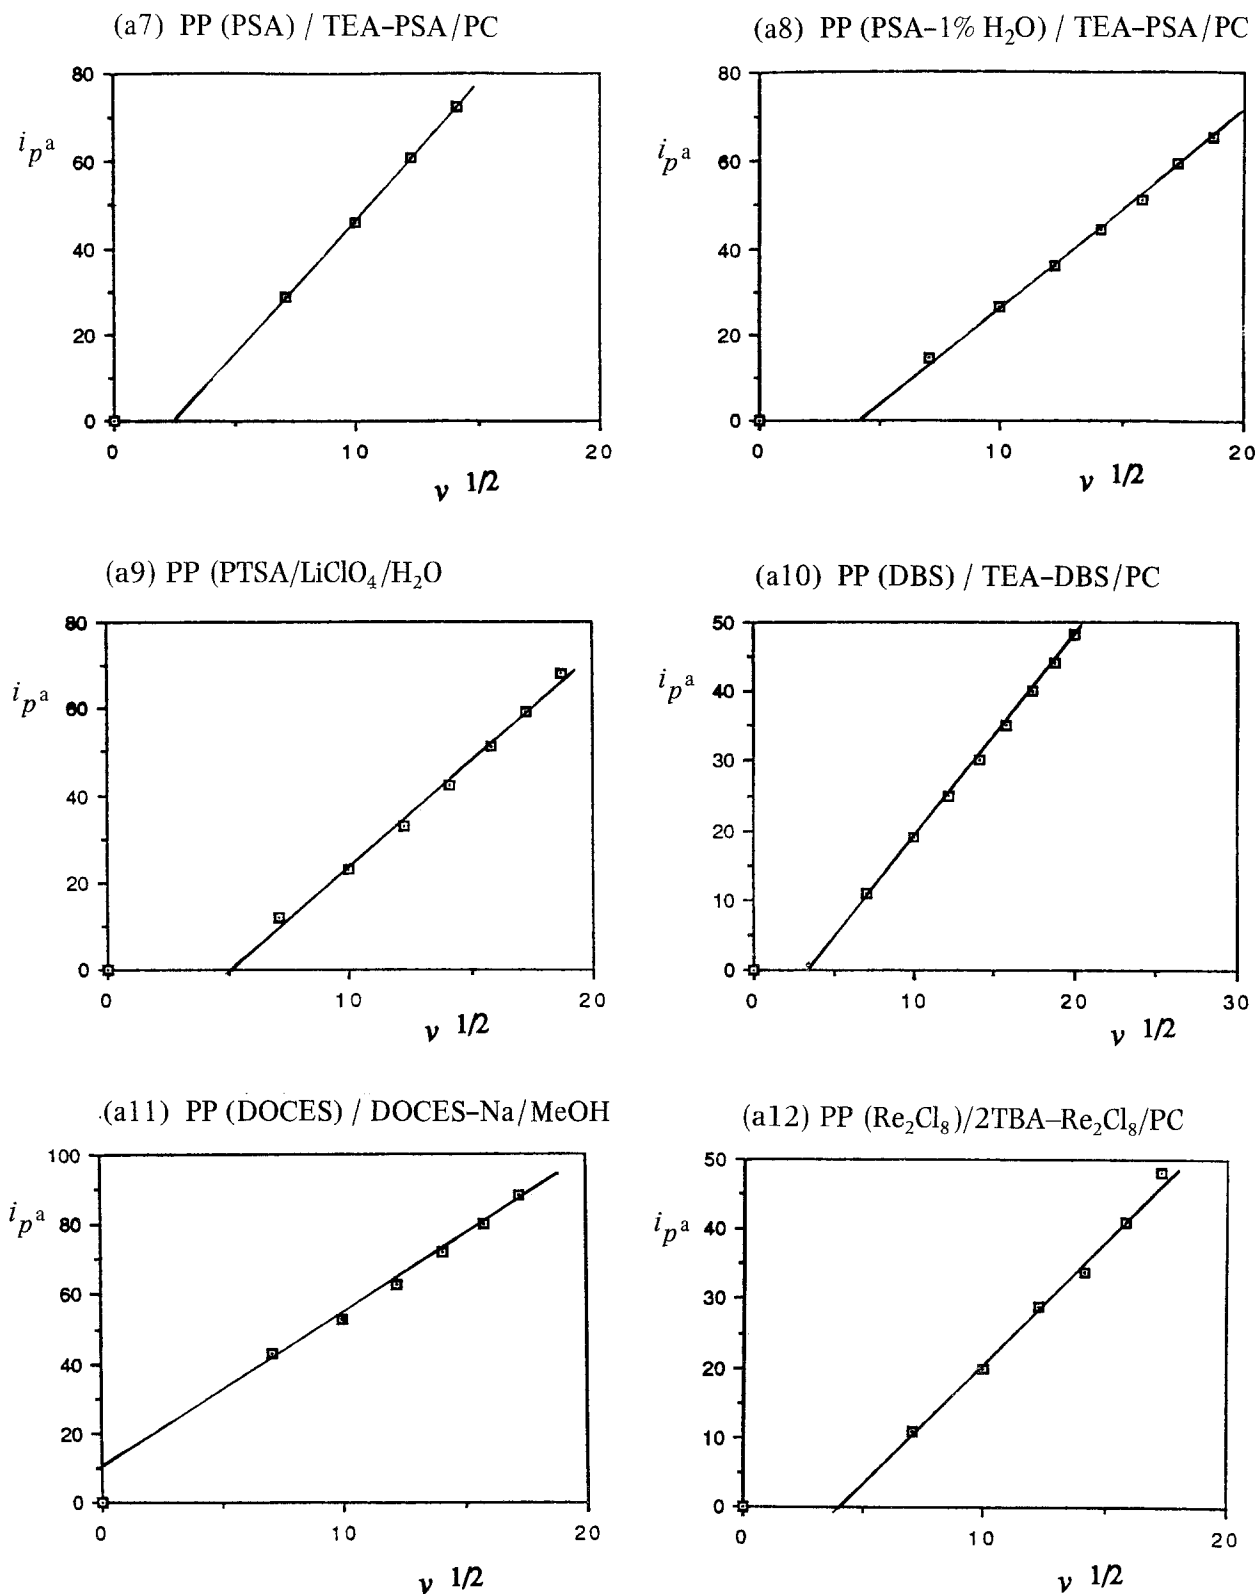 (a7) PP (PSA) / TEA-PSA/PC
80
60
40
20
0
i_p^a
0 10 20
ν 1/2
(a8) PP (PSA-1% H₂O) / TEA-PSA/PC
80
60
40
20
0
i_p^a
0 10 20
ν 1/2
(a9) PP (PTSA/LiClO₄/H₂O
80
60
40
20
0
i_p^a
0 10 20
ν 1/2
(a10) PP (DBS) / TEA-DBS/PC
50
40
30
20
10
0
i_p^a
0 10 20 30
ν 1/2
(a11) PP (DOCES) / DOCES-Na/MeOH
100
80
60
40
20
0
i_p^a
0 10 20
ν 1/2
(a12) PP (Re₂Cl₈)/2TBA-Re₂Cl₈/PC
50
40
30
20
10
0
i_p^a
0 10 20
ν 1/2